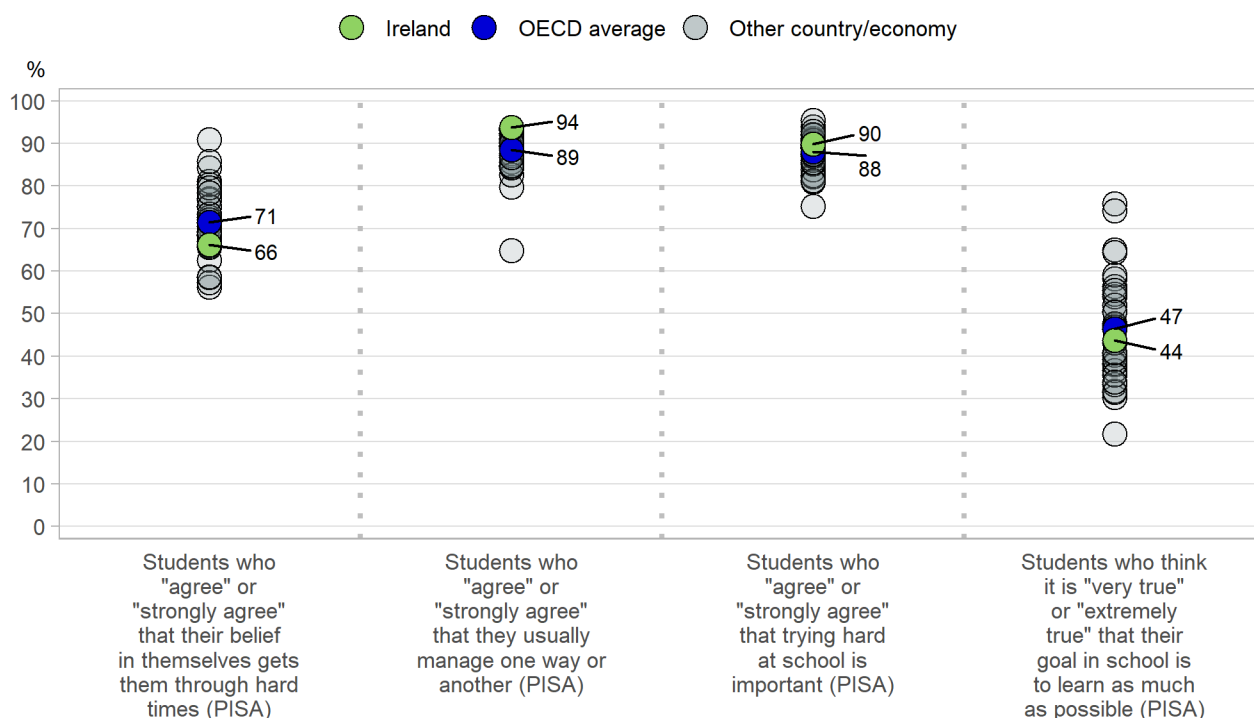 Ireland OECD average Other country/economy
%
100
90
80
70
60
50
40
30
20
10
0
71
66
94
89
90
88
47
44
Students who
"agree" or
"strongly agree"
that their belief
in themselves gets
them through hard
times (PISA)
Students who
"agree" or
"strongly agree"
that they usually
manage one way or
another (PISA)
Students who
"agree" or
"strongly agree"
that trying hard
at school is
important (PISA)
Students who think
it is "very true"
or "extremely
true" that their
goal in school is
to learn as much
as possible (PISA)